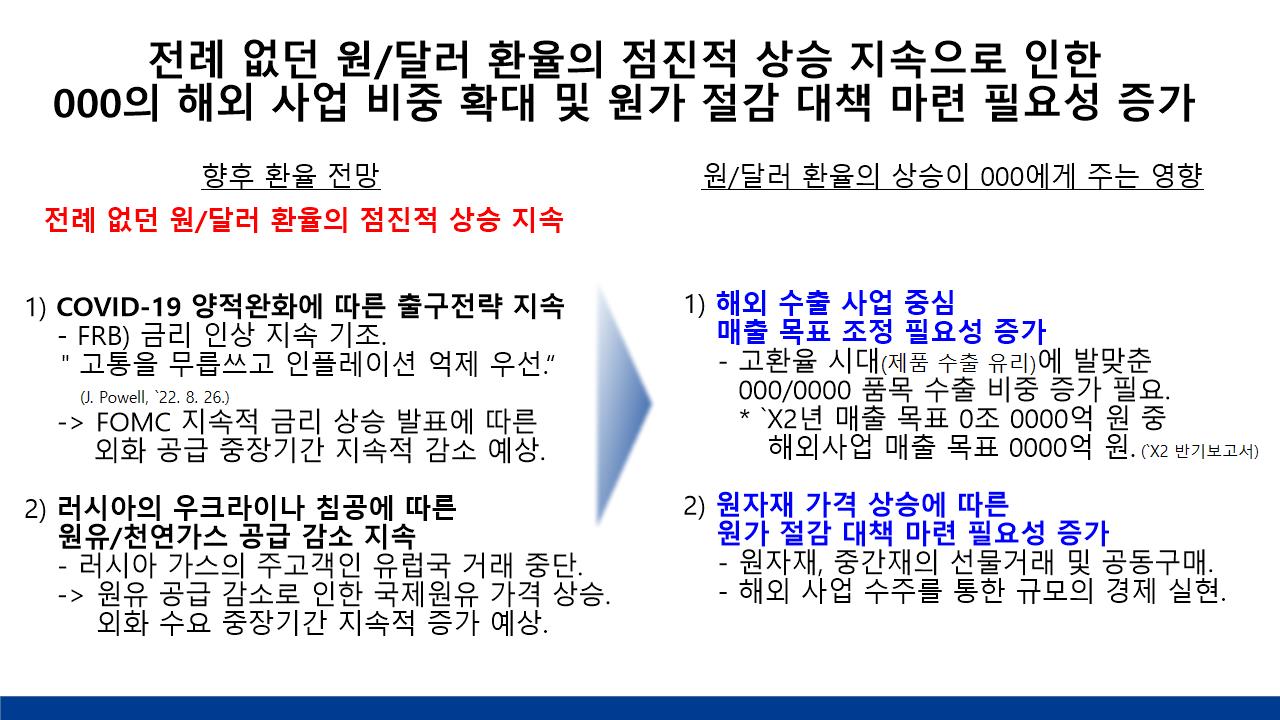 전례 없던 원/달러 환율의 점진적 상승 지속으로 인한
000의 해외 사업 비중 확대 및 원가 절감 대책 마련 필요성 증가
향후 환율 전망
전례 없던 원/달러 환율의 점진적 상승 지속
1) COVID-19 양적완화에 따른 출구전략 지속
- FRB) 금리 인상 지속 기조.
" 고통을 무릅쓰고 인플레이션 억제 우선.“
(J. Powell, `22. 8. 26.)
-> FOMC 지속적 금리 상승 발표에 따른
외화 공급 중장기간 지속적 감소 예상.
2) 러시아의 우크라이나 침공에 따른
원유/천연가스 공급 감소 지속
- 러시아 가스의 주고객인 유럽국 거래 중단.
-> 원유 공급 감소로 인한 국제원유 가격 상승.
외화 수요 중장기간 지속적 증가 예상.
원/달러 환율의 상승이 000에게 주는 영향
1) 해외 수출 사업 중심
매출 목표 조정 필요성 증가
- 고환율 시대(제품 수출 유리)에 발맞춘
000/0000 품목 수출 비중 증가 필요.
* `X2년 매출 목표 0조 0000억 원 중
해외사업 매출 목표 0000억 원. (`X2 반기보고서)
2) 원자재 가격 상승에 따른
원가 절감 대책 마련 필요성 증가
- 원자재, 중간재의 선물거래 및 공동구매.
- 해외 사업 수주를 통한 규모의 경제 실현.